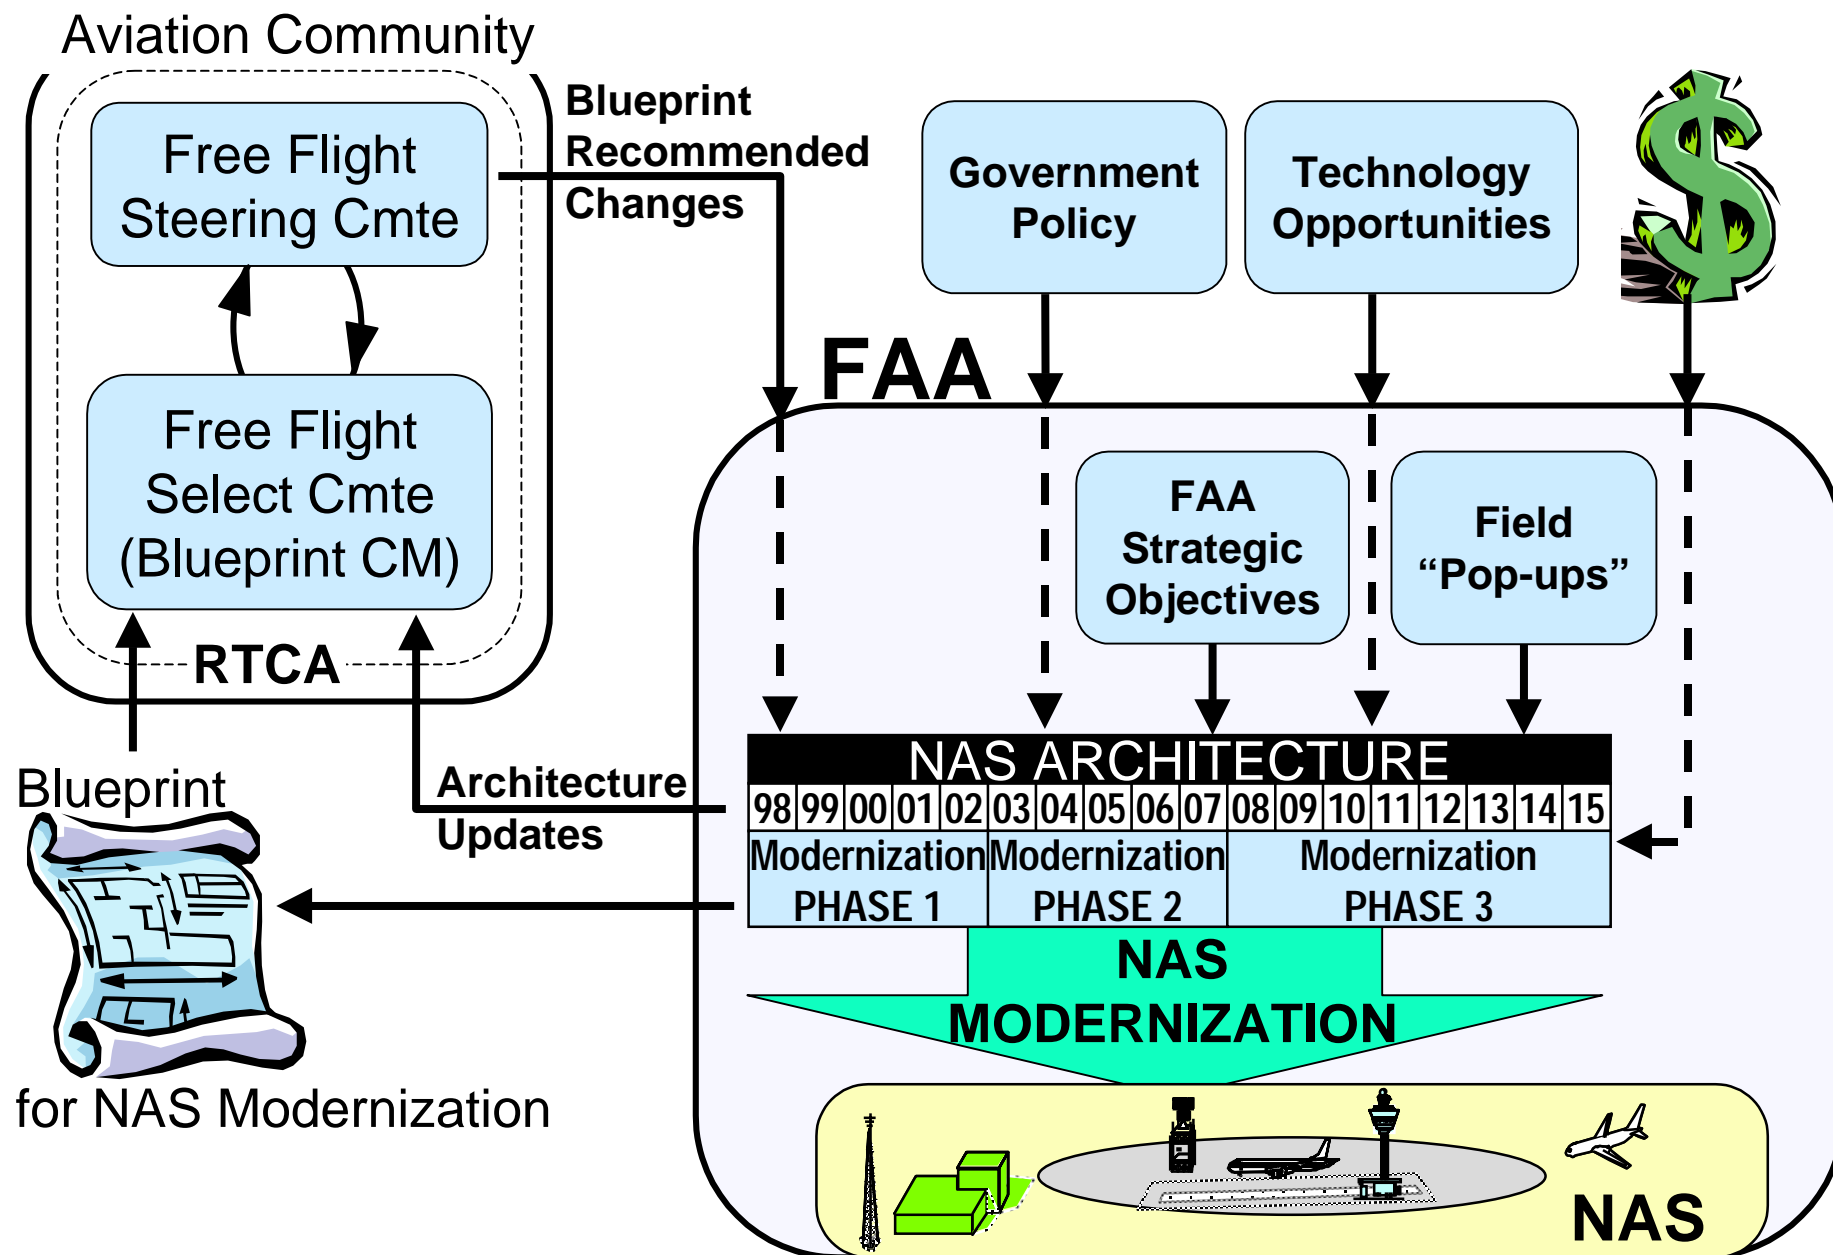 Aviation Community
Free Flight
Steering Cmte
Free Flight
Select Cmte
(Blueprint CM)
RTCA
Blueprint
Recommended
Changes
Government
Policy
Technology
Opportunities
FAA
FAA
Strategic
Objectives
Field
“Pop-ups”
Architecture
Updates
Blueprint
for NAS Modernization
NAS ARCHITECTURE
98 99 00 01 02 03 04 05 06 07 08 09 10 11 12 13 14 15
Modernization
PHASE 1
Modernization
PHASE 2
Modernization
PHASE 3
NAS
MODERNIZATION
NAS